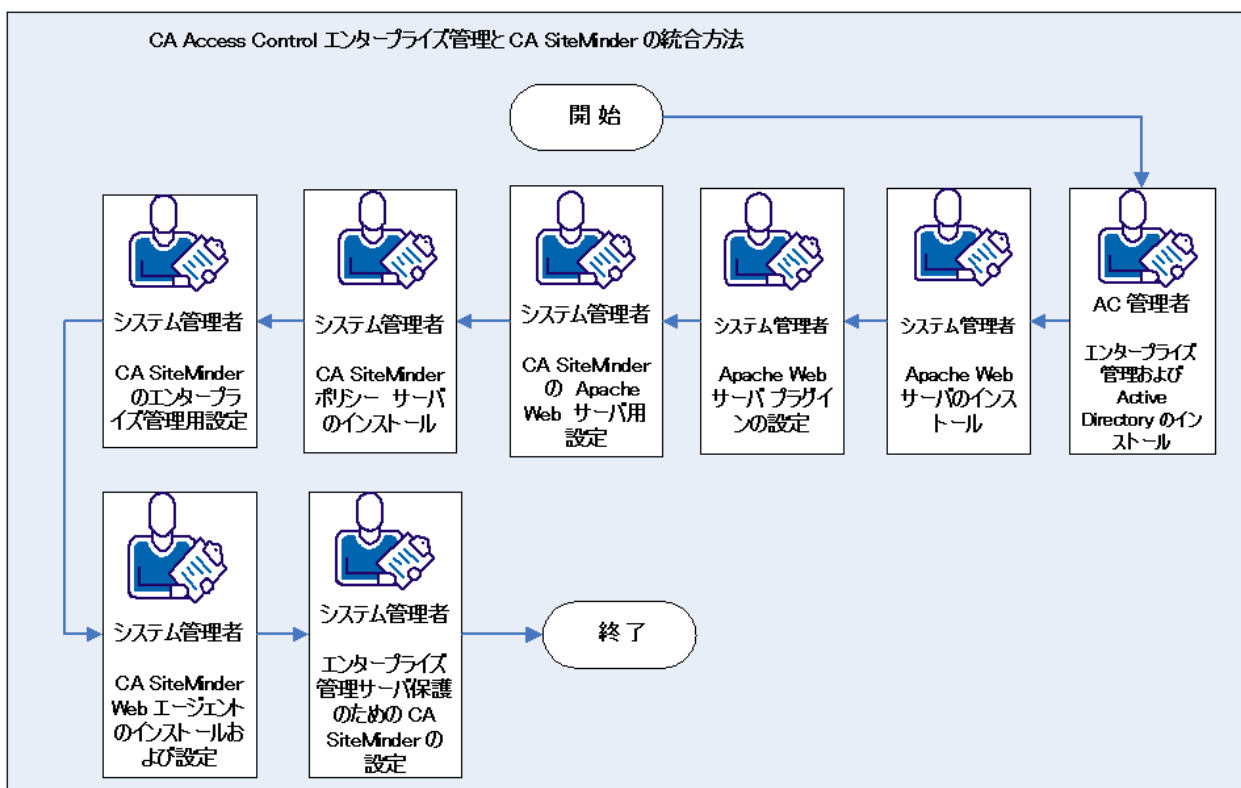 CA Access Control エンタープライズ管理と CA SiteMinder の統合方法
開 始
AC 管理者
エンタープライズ
管理および
Active
Directory のイン
ストール
システム管理者
Apache Web
サーバのインス
トール
システム管理者
Apache Web
サーバ プラグイ
ンの設定
システム管理者
CA SiteMinder
の Apache
Web サーバ用
設定
システム管理者
CA SiteMinder
ポリシー サーバ
のインストール
システム管理者
CA SiteMinder
のエンタープラ
イズ管理用設定
システム管理者
CA SiteMinder
Web エージェント
のインストールお
よび設定
システム管理者
エンタープライズ
管理サーバ保護
のための CA
SiteMinder の
設定
終 了